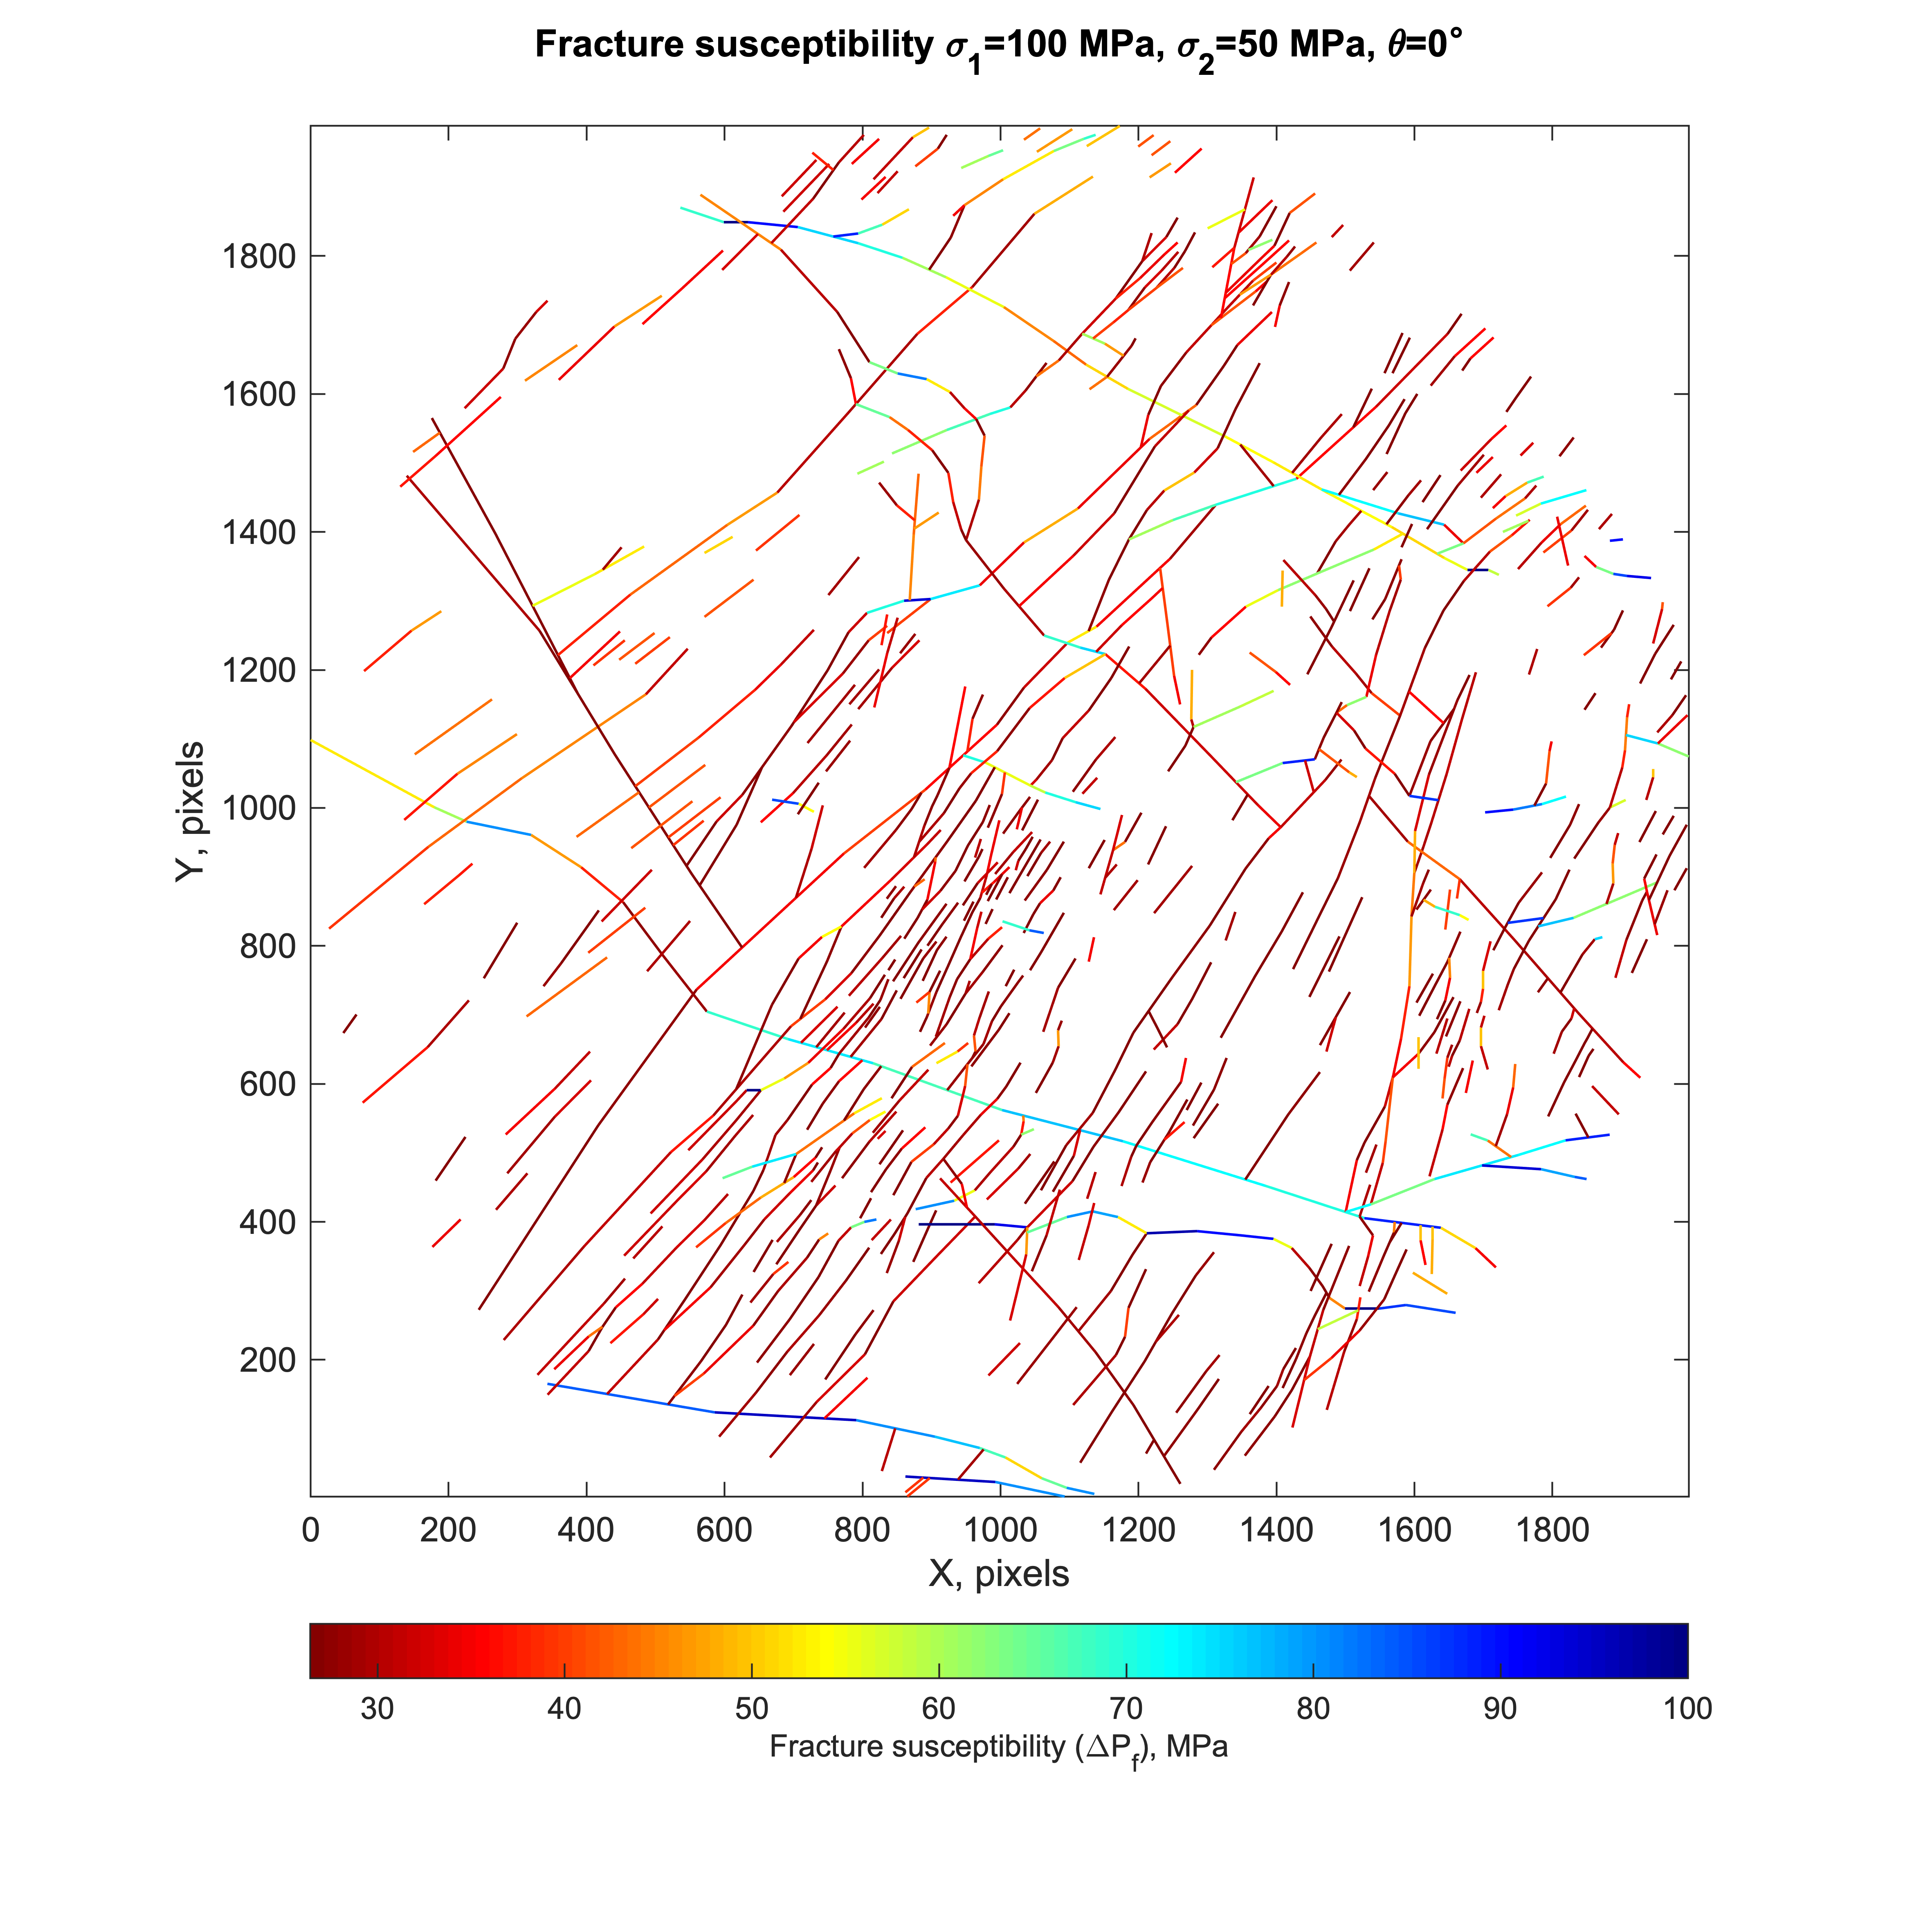 Fracture susceptibility σ1=100 MPa, σ2=50 MPa, θ=0°
Y, pixels
1800
1600
1400
1200
1000
800
600
400
200
0 200 400 600 800 1000 1200 1400 1600 1800
X, pixels
30 40 50 60 70 80 90 100
Fracture susceptibility (ΔPf), MPa